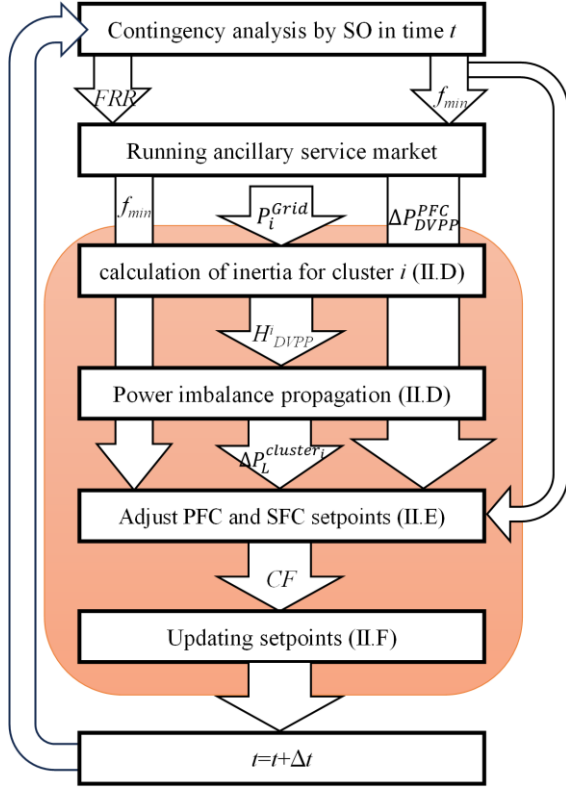 Contingency analysis by SO in time t
FRR
f_min
Running ancillary service market
f_min
P_i^Grid
ΔP_DVPP^PFC
calculation of inertia for cluster i (II.D)
H^i_DVPP
Power imbalance propagation (II.D)
ΔP_L^cluster_i
Adjust PFC and SFC setpoints (II.E)
CF
Updating setpoints (II.F)
t=t+Δt